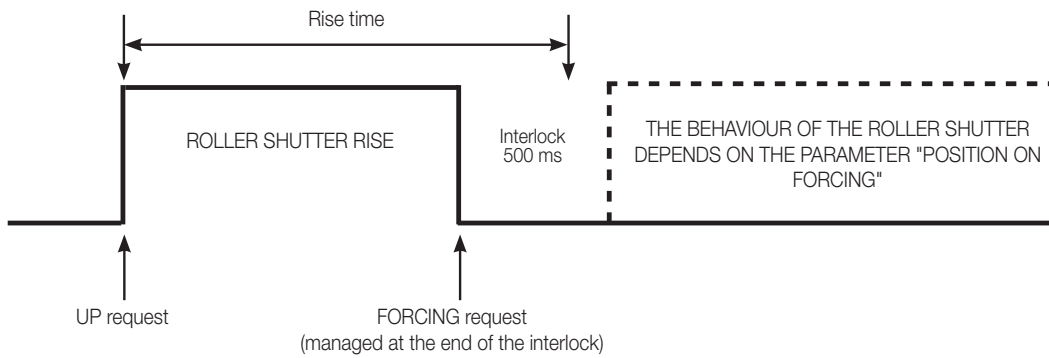 Rise time
ROLLER SHUTTER RISE
Interlock
500 ms
THE BEHAVIOUR OF THE ROLLER SHUTTER
DEPENDS ON THE PARAMETER "POSITION ON
FORCING"
UP request
FORCING request
(managed at the end of the interlock)